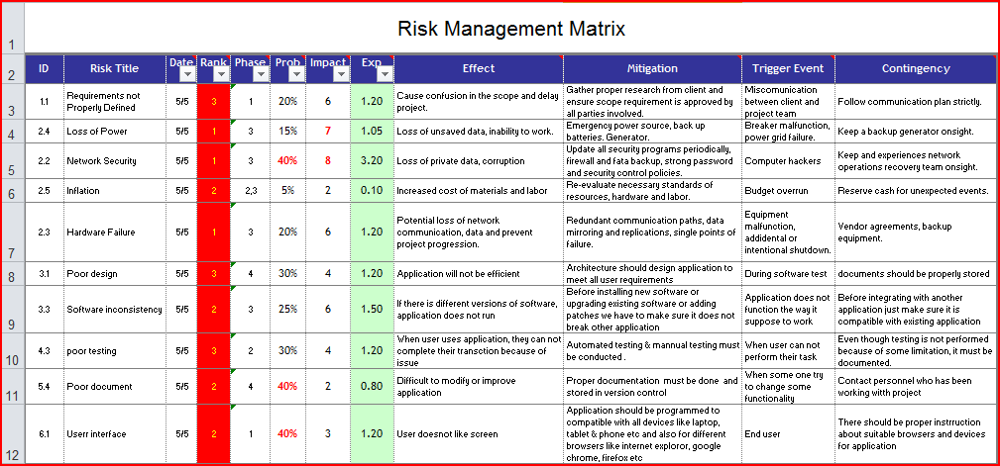 Risk Management Matrix
1
2
ID Risk Title Date Rank Phase Prob Impact Exp Effect Mitigation Trigger Event Contingency
3
1.1 Requirements not
Properly Defined 5/5 3 1 20% 6 1.20 Cause confusion in the scope and delay
project. Gather proper research from client and
ensure scope requirement is approved by
all parties involved. Miscomunication
between client and
project team Follow communication plan strictly.
4
2.4 Loss of Power 5/5 1 3 15% 7 1.05 Loss of unsaved data, inability to work. Emergency power source, back up
batteries. Generator. Breaker malfunction,
power grid failure. Keep a backup generator onsight.
5
2.2 Network Security 5/5 1 3 40% 8 3.20 Loss of private data, corruption Update all security programs periodically,
firewall and fata backup, strong password
and security control policies. Computer hackers Keep and experiences network
operations recovery team onsight.
6
2.5 Inflation 5/5 2 2,3 5% 2 0.10 Increased cost of materials and labor Re-evaluate necessary standards of
resources, hardware and labor. Budget overrun Reserve cash for unexpected events.
7
2.3 Hardware Failure 5/5 1 3 20% 6 1.20 Potential loss of network
communication, data and prevent
project progression. Redundant communication paths, data
mirroring and replications, single points of
failure. Equipment
malfunction,
addidental or
intentional shutdown. Vendor agreements, backup
equipment.
8
3.1 Poor design 5/5 3 4 30% 4 1.20 Application will not be efficient Architecture should design application to
meet all user requirements During software test documents should be properly stored
9
3.3 Software inconsistency 5/5 2 3 25% 6 1.50 If there is different versions of software,
application does not run Before installing new software or
upgrading existing software or adding
patches we have to make sure it does not
break other application Application does not
function the way it
suppose to work Before integrating with another
application just make sure it is
compatible with existing application
10
4.3 poor testing 5/5 3 2 30% 4 1.20 When user uses application, they can not
complete their transction because of
issue Automated testing & mannual testing must
be conducted . When user can not
perform their task Even though testing is not performed
because of some limitation, it must be
documented.
11
5.4 Poor document 5/5 2 4 40% 2 0.80 Difficult to modify or improve
application Proper documentation must be done and
stored in version control When some one try
to change some
functionality Contact personnel who has been
working witth project
12
6.1 Userr interface 5/5 2 1 40% 3 1.20 User doesnot like screen Application should be programmed to
compatible with all devices like laptop,
tablet & phone etc and also for different
browsers like internet exploror, google
chrome, firefox etc End user There should be proper instrruction
about suitable browsers and devices
for application